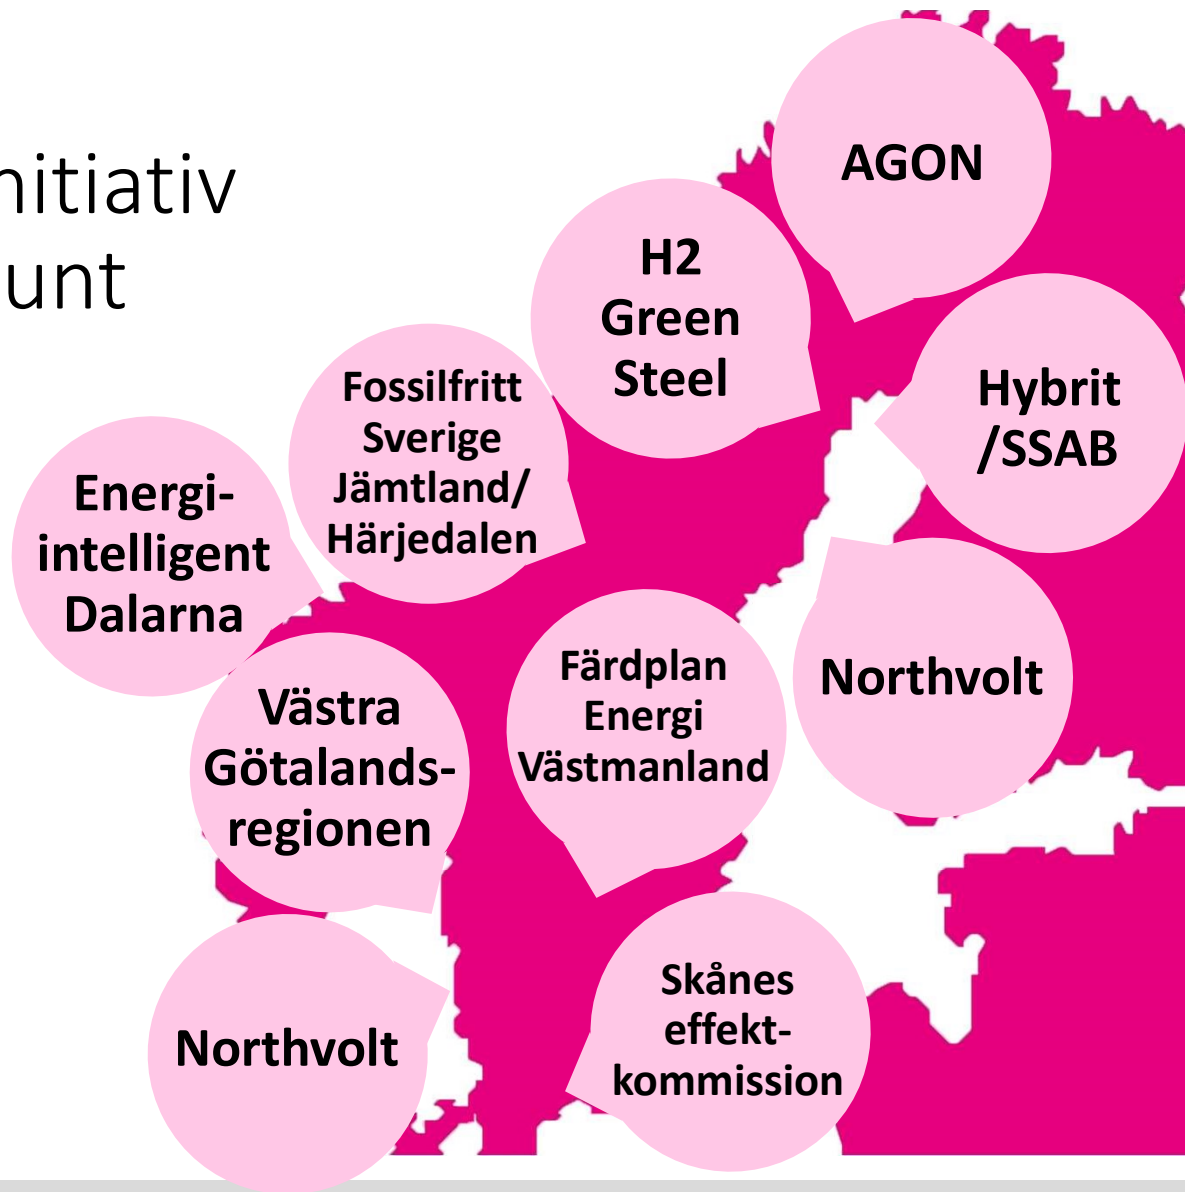 nitiativ
unt
AGON
H2
Green
Steel
Hybrit
/SSAB
Fossilfritt
Sverige
Jämtland/
Härjedalen
Energi-
intelligent
Dalarna
Västra
Götalands-
regionen
Färdplan
Energi
Västmanland
Northvolt
Northvolt
Skånes
effekt-
kommission